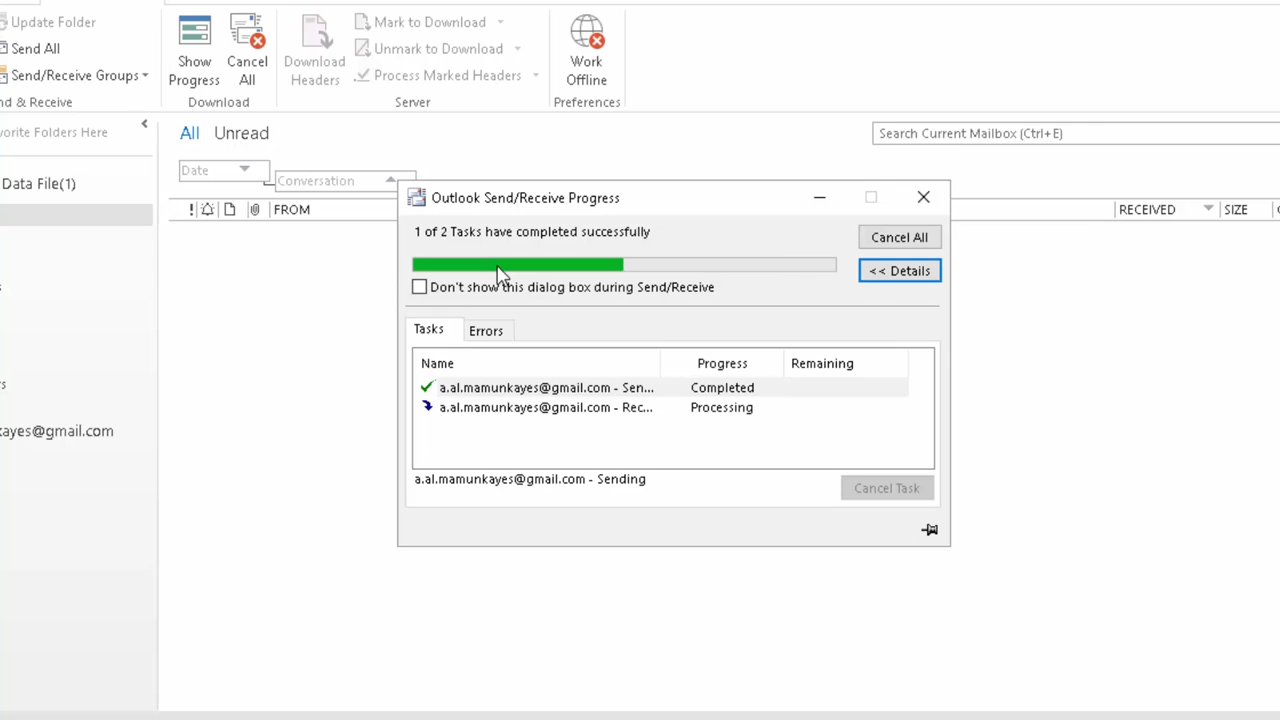 Update Folder
Send All
Send/Receive Groups
nd & Receive
Show Progress
Cancel All
Download
Download Headers
Mark to Download
Unmark to Download
Process Marked Headers
Server
Work Offline
Preferences
vorite Folders Here
Data File(1)
s
rs
kayes@gmail.com
All Unread
Search Current Mailbox (Ctrl+E)
Date
Conversation
! FROM RECEIVED SIZE
Outlook Send/Receive Progress
1 of 2 Tasks have completed successfully
Cancel All
<< Details
Don't show this dialog box during Send/Receive
Tasks Errors
Name Progress Remaining
a.al.mamunkayes@gmail.com - Sen... Completed
a.al.mamunkayes@gmail.com - Rec... Processing
a.al.mamunkayes@gmail.com - Sending
Cancel Task